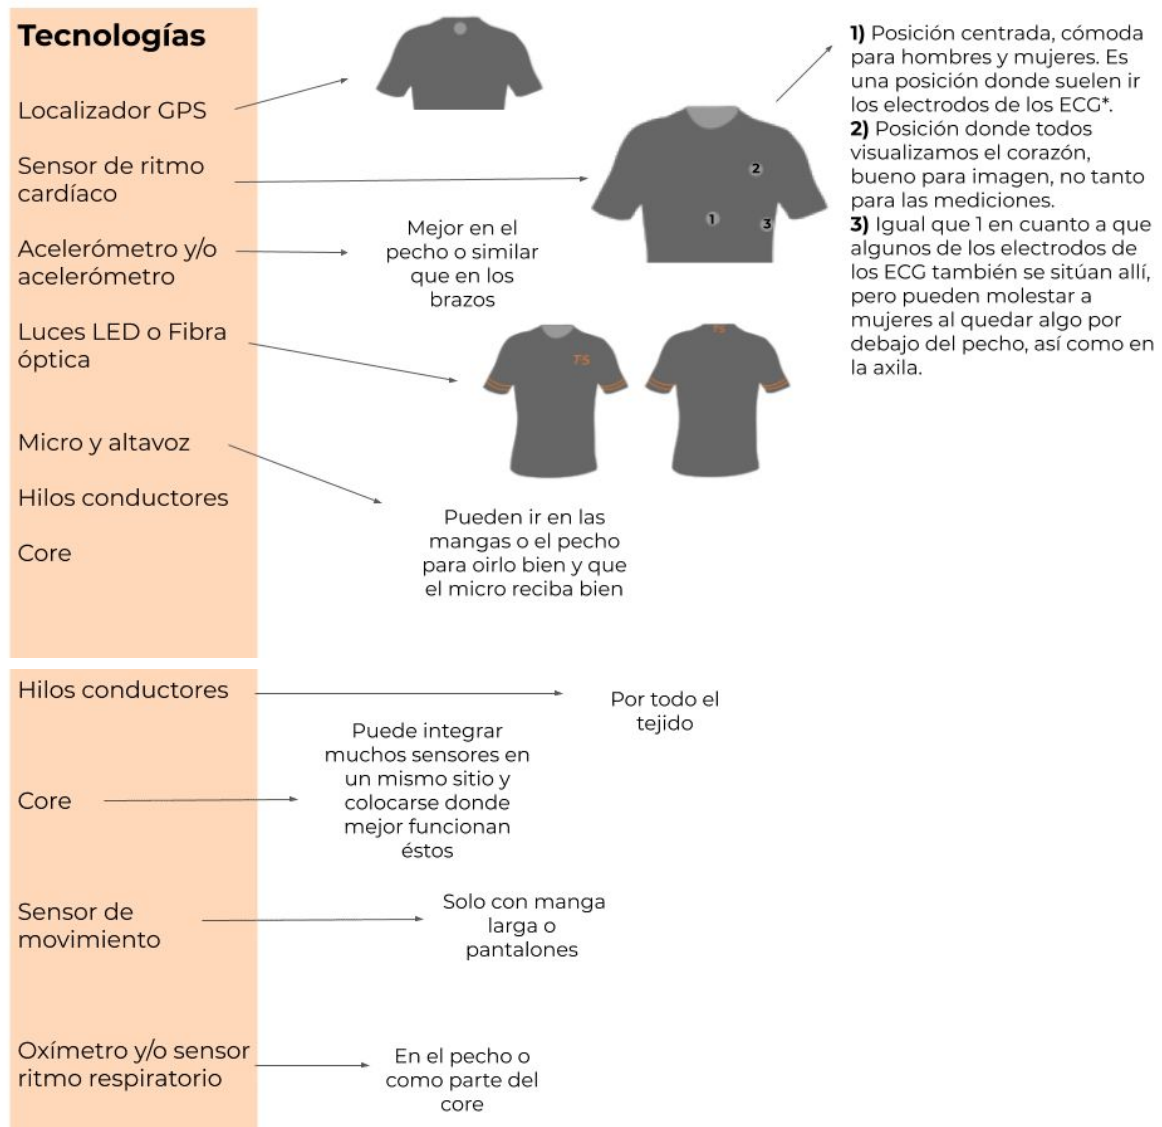 Tecnologías
Localizador GPS
Sensor de ritmo
cardíaco
Acelerómetro y/o
acelerómetro
Luces LED o Fibra
óptica
Micro y altavoz
Hilos conductores
Core
Mejor en el
pecho o similar
que en los
brazos
2
1
3
1) Posición centrada, cómoda
para hombres y mujeres. Es
una posición donde suelen ir
los electrodos de los ECG*.
2) Posición donde todos
visualizamos el corazón,
bueno para imagen, no tanto
para las mediciones.
3) Igual que 1 en cuanto a que
algunos de los electrodos de
los ECG también se sitúan allí,
pero pueden molestar a
mujeres al quedar algo por
debajo del pecho, así como en
la axila.
TS
TS
Pueden ir en las
mangas o el pecho
para oirlo bien y que
el micro reciba bien
Hilos conductores
Por todo el
tejido
Core
Puede integrar
muchos sensores en
un mismo sitio y
colocarse donde
mejor funcionan
éstos
Sensor de
movimiento
Solo con manga
larga o
pantalones
Oxímetro y/o sensor
ritmo respiratorio
En el pecho o
como parte del
core